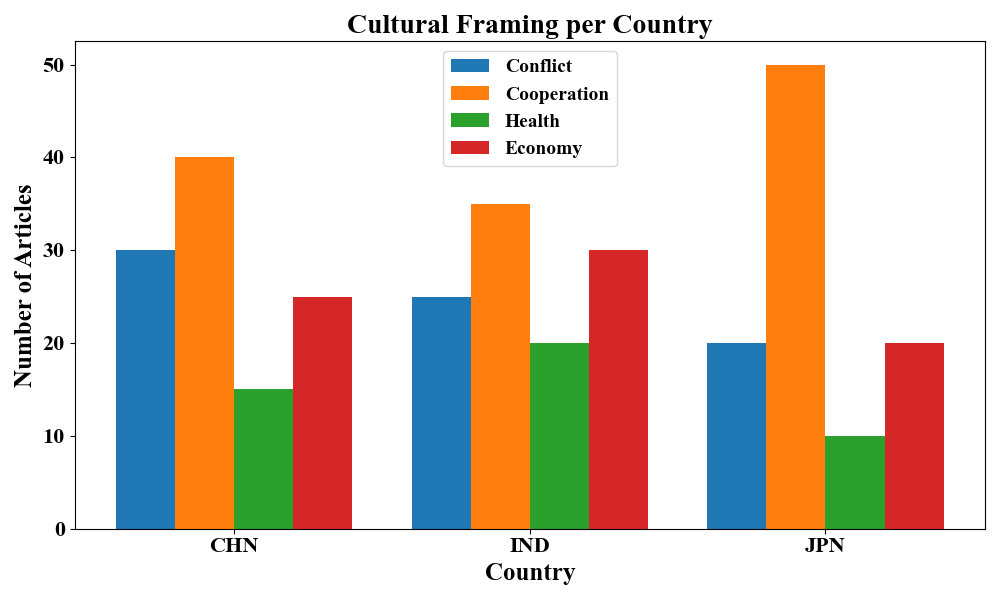 Cultural Framing per Country
Conflict
Cooperation
Health
Economy
Number of Articles
50
40
30
20
10
0
CHN
IND
JPN
Country